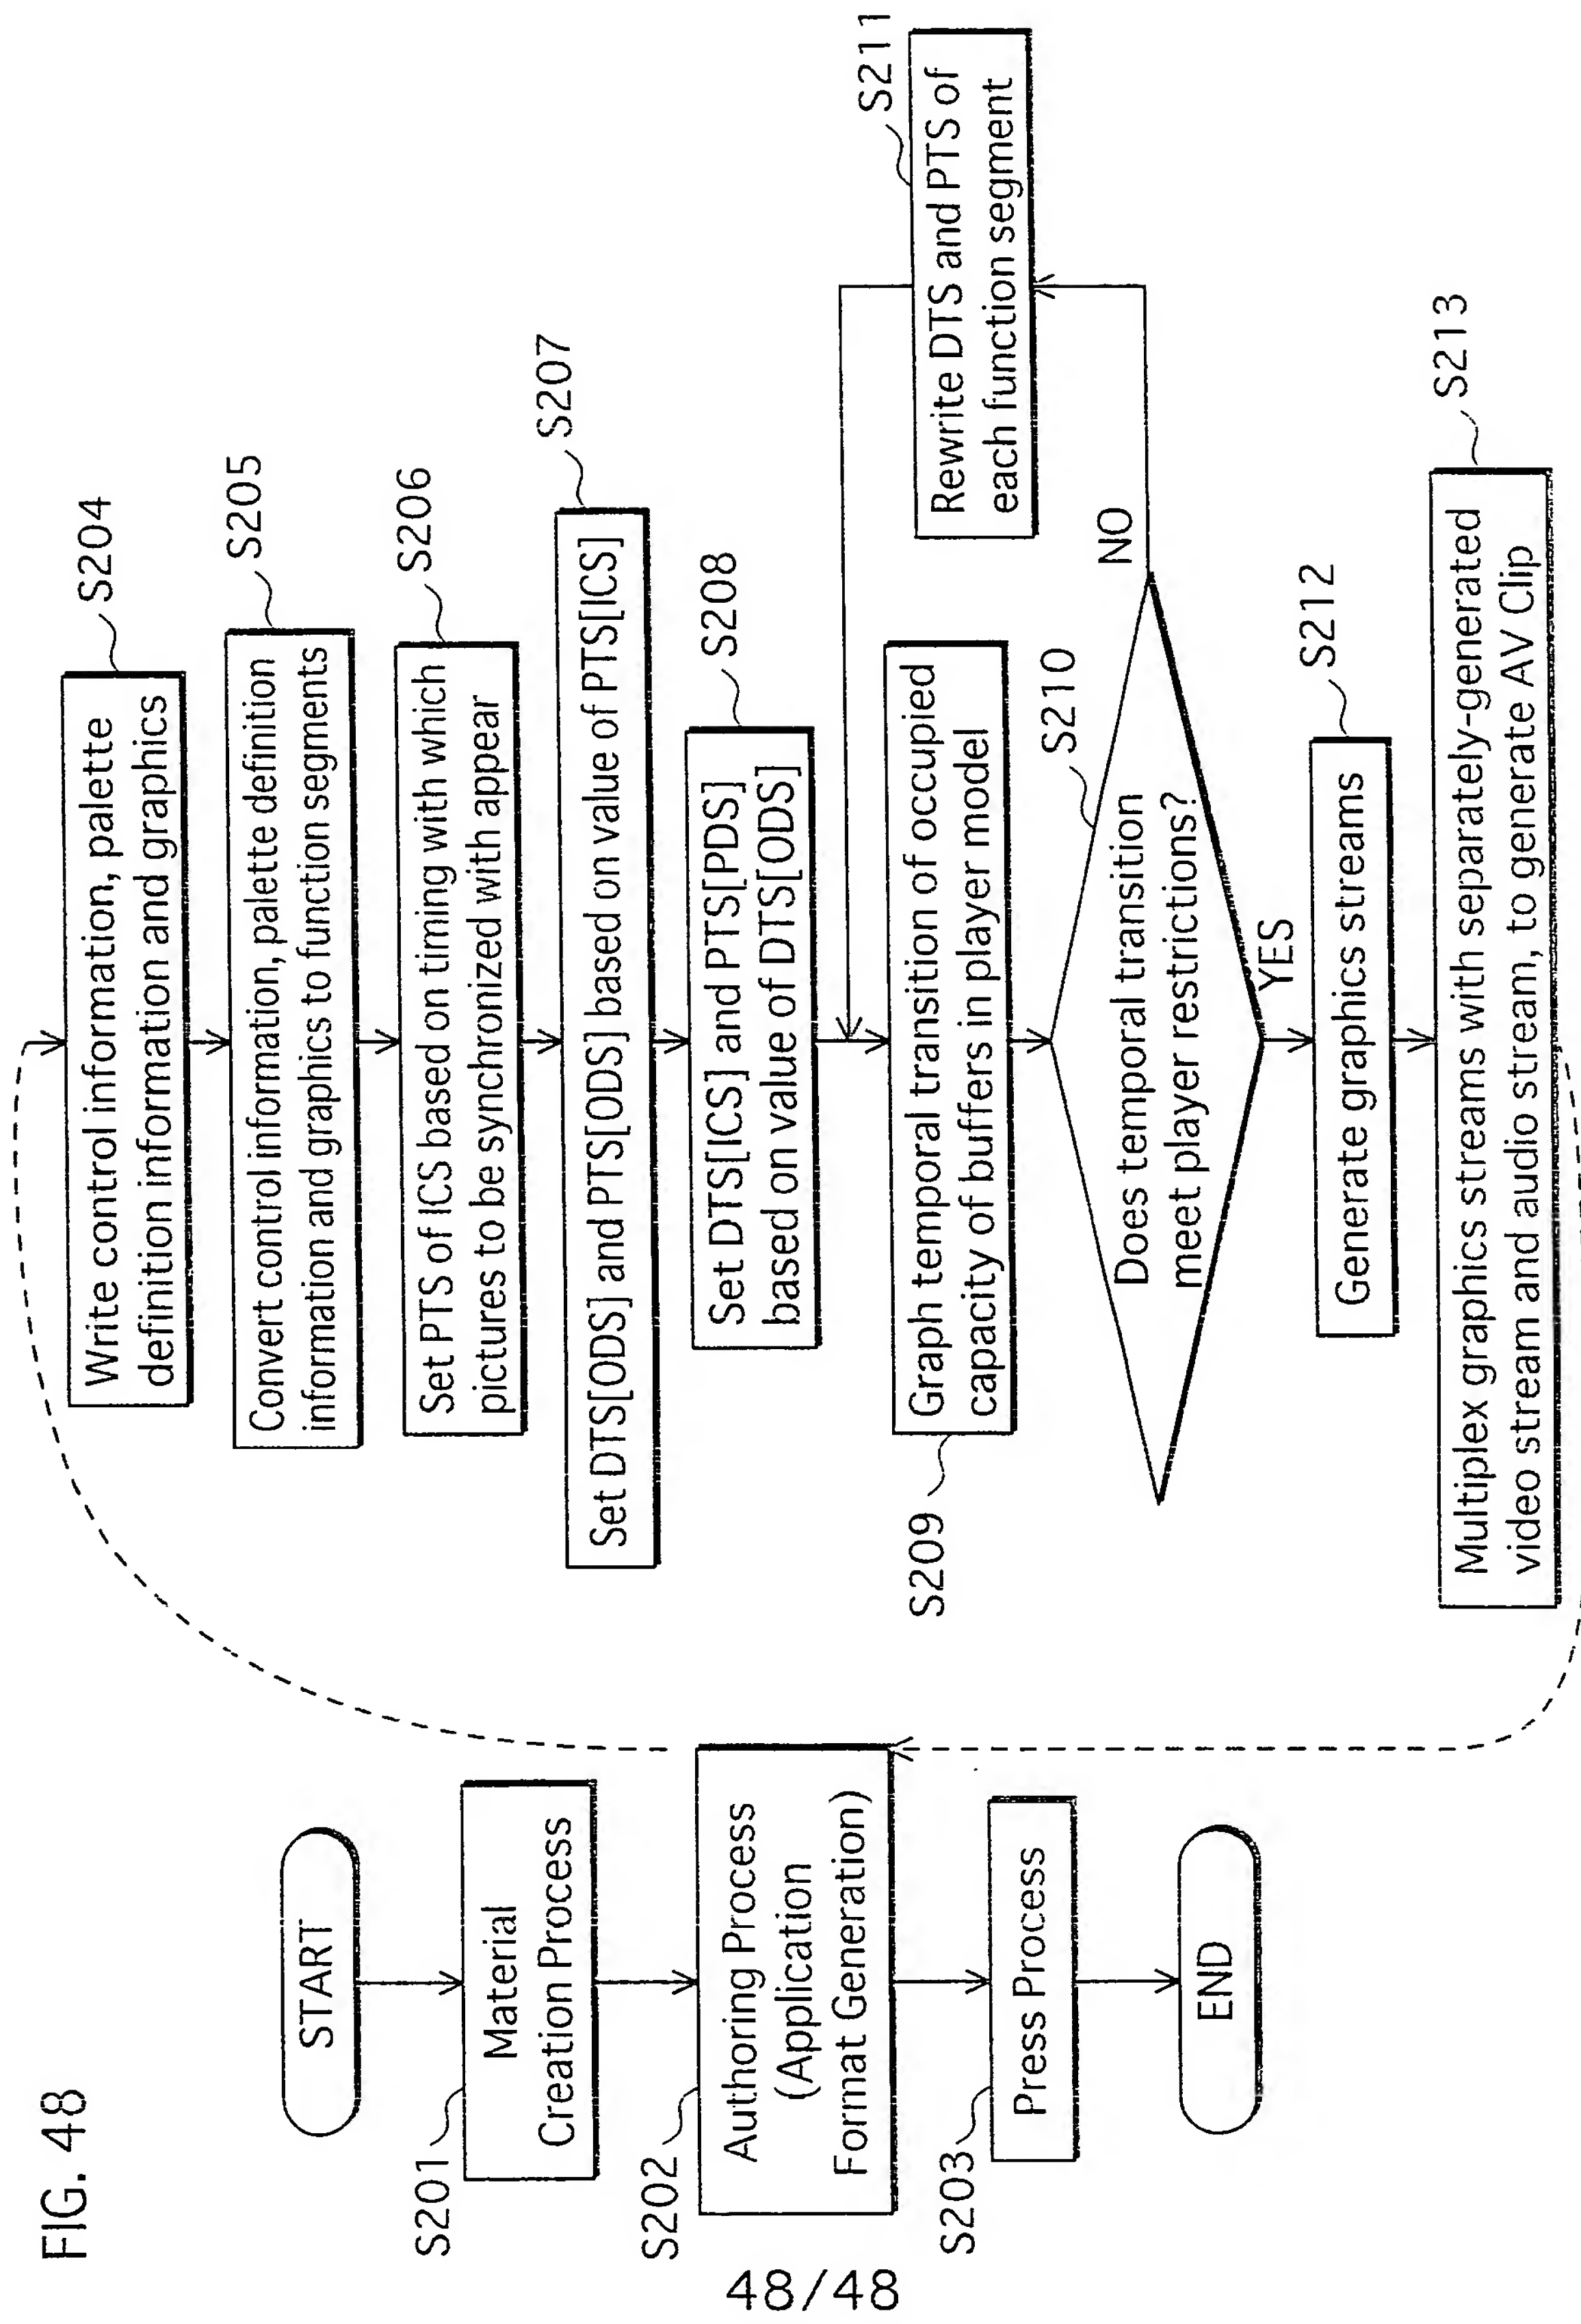 FIG. 48
START
S201
Material
Creation Process
S202
Authoring Process
(Application
Format Generation)
S203
Press Process
END
S204
Write control information, palette
definition information and graphics
S205
Convert control information, palette definition
information and graphics to function segments
S206
Set PTS of ICS based on timing with which
pictures to be synchronized with appear
S207
Set DTS[ODS] and PTS[ODS] based on value of PTS[ICS]
S208
Set DTS[ICS] and PTS[PDS]
based on value of DTS[ODS]
S209
Graph temporal transition of occupied
capacity of buffers in player model
S210
Does temporal transition
meet player restrictions?
NO
S211
Rewrite DTS and PTS of
each function segment
YES
S212
Generate graphics streams
S213
Multiplex graphics streams with separately-generated
video stream and audio stream, to generate AV Clip
48/48